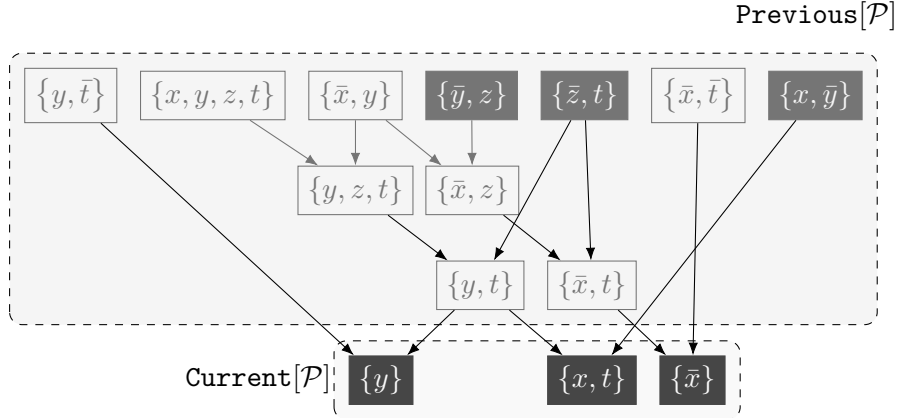 Previous[𝒫]
{y, t̄} {x, y, z, t} {x̄, y} {ȳ, z} {z̄, t} {x̄, t̄} {x, ȳ}
{y, z, t} {x̄, z}
{y, t} {x̄, t}
Current[𝒫] {y} {x, t} {x̄}